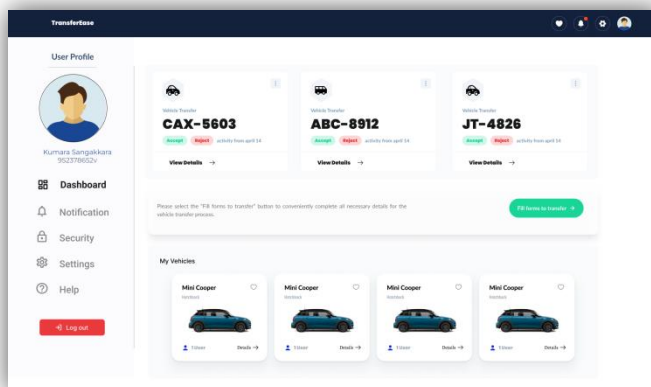 TransferEase
User Profile
Kumara Sangakkara
952378652v
Dashboard
Notification
Security
Settings
Help
Log out
Vehicle Transfer
CAX-5603
Accept Reject activity from april 14
View Details →
Vehicle Transfer
ABC-8912
Accept Reject activity from april 14
View Details →
Vehicle Transfer
JT-4826
Accept Reject activity from april 14
View Details →
Please select the "Fill forms to transfer" button to conveniently complete all necessary details for the
vehicle transfer process.
Fill forms to transfer →
My Vehicles
Mini Cooper
Details →
Mini Cooper
Details →
Mini Cooper
Details →
Mini Cooper
Details →